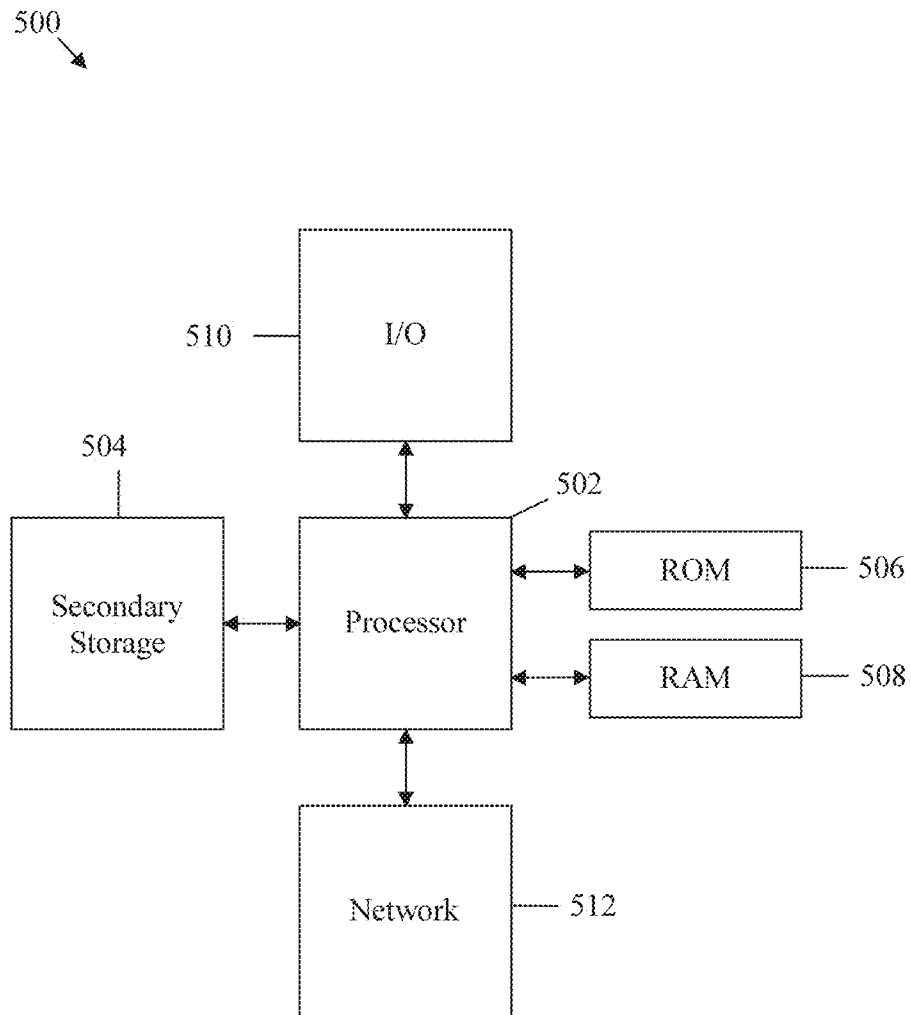 500
510
I/O
504
502
Secondary
Storage
Processor
ROM
506
RAM
508
Network
512